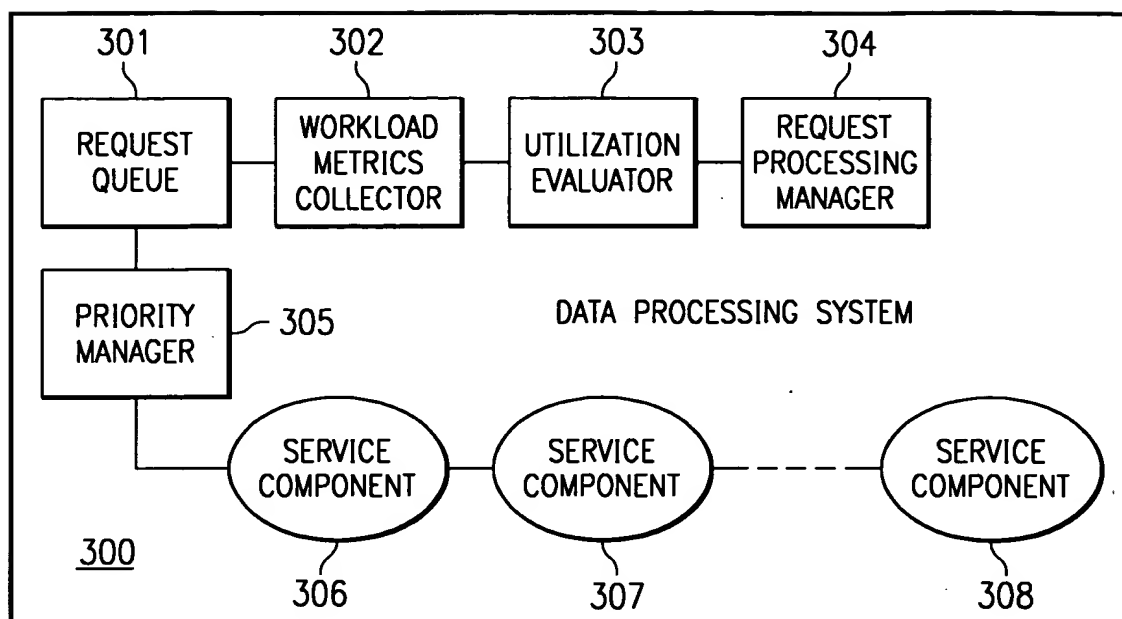 301
302
303
304
REQUEST
QUEUE
WORKLOAD
METRICS
COLLECTOR
UTILIZATION
EVALUATOR
REQUEST
PROCESSING
MANAGER
PRIORITY
MANAGER
305
DATA PROCESSING SYSTEM
SERVICE
COMPONENT
SERVICE
COMPONENT
SERVICE
COMPONENT
300
306
307
308